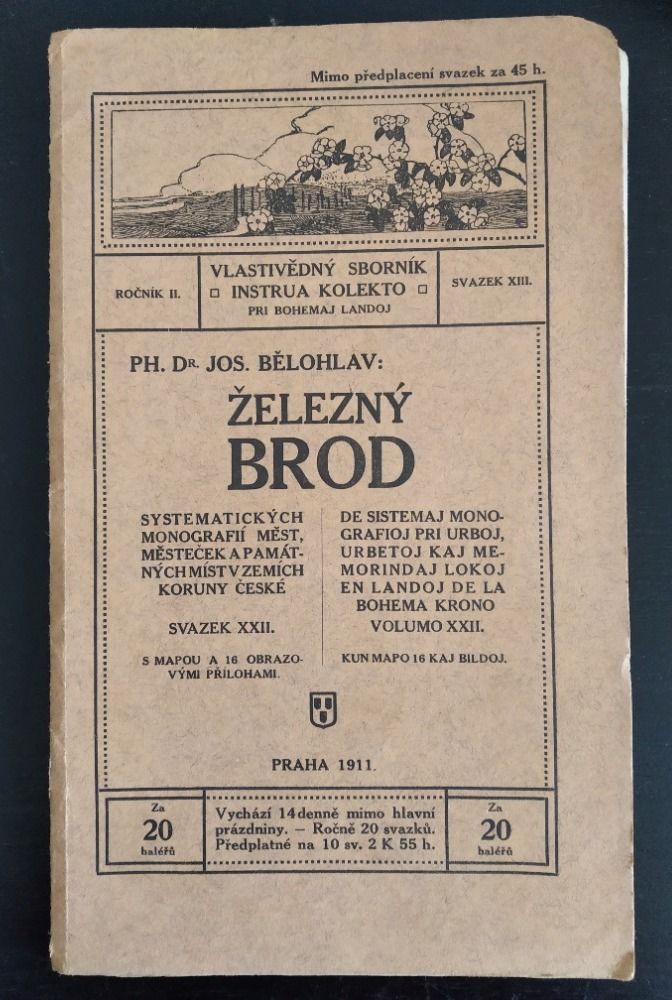 Mimo předplacení svazek za 45 h.
ROČNÍK II.
VLASTIVĚDNÝ SBORNÍK
INSTRUA KOLEKTO
PRI BOHEMAJ LANDOJ
SVAZEK XIII.
PH. DR. JOS. BĚLOHLAV:
ŽELEZNÝ
BROD
SYSTEMATICKÝCH
MONOGRAFIÍ MĚST,
MĚSTEČEK A PAMÁT-
NÝCH MÍST V ZEMÍCH
KORUNY ČESKÉ
SVAZEK XXII.
S MAPOU A 16 OBRAZO-
VÝMI PŘÍLOHAMI.
DE SISTEMAJ MONO-
GRAFIOJ PRI URBOJ,
URBETOJ KAJ ME-
MORINDAJ LOKOJ
EN LANDOJ DE LA
BOHEMA KRONO
VOLUMO XXII.
KUN MAPO 16 KAJ BILDOJ.
PRAHA 1911.
Za
20
haléřů
Vychází 14denně mimo hlavní
prázdniny. — Ročně 20 svazků.
Předplatné na 10 sv. 2 K 55 h.
Za
20
haléřů